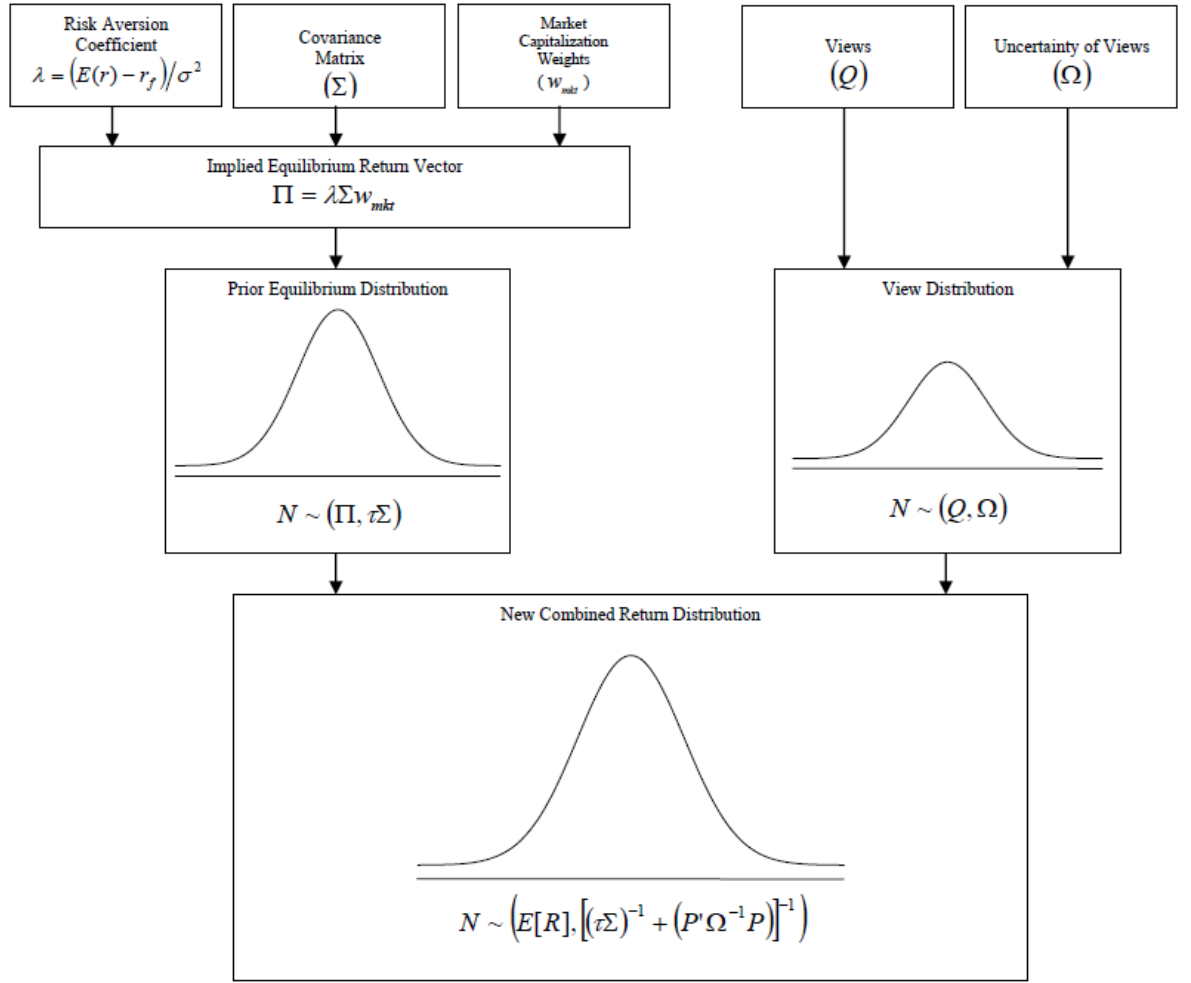 Risk Aversion
Coefficient
λ = (E(r) − r_f)/σ²
Covariance
Matrix
(Σ)
Market
Capitalization
Weights
(w_mkt)
Views
(Q)
Uncertainty of Views
(Ω)
Implied Equilibrium Return Vector
Π = λΣw_mkt
Prior Equilibrium Distribution
N ~ (Π, τΣ)
View Distribution
N ~ (Q, Ω)
New Combined Return Distribution
N ~ (E[R], [(τΣ)⁻¹ + (P'Ω⁻¹P)]⁻¹)